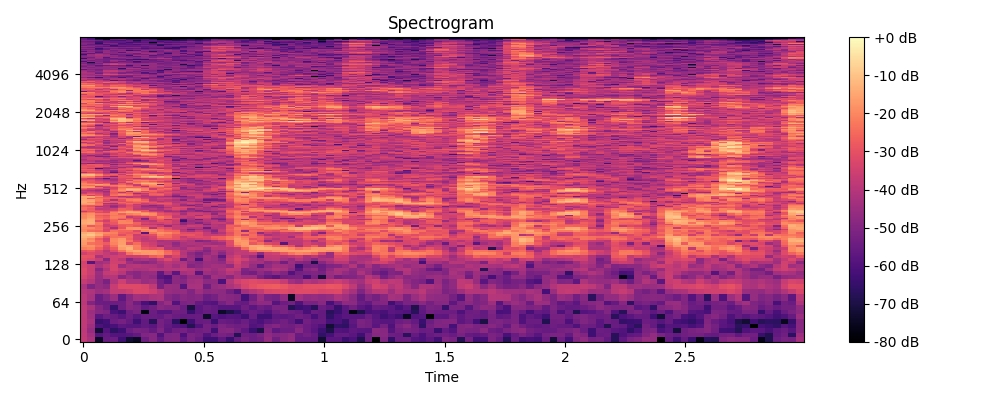 Spectrogram
Hz
4096
2048
1024
512
256
128
64
0
0
0.5
1
1.5
2
2.5
Time
+0 dB
-10 dB
-20 dB
-30 dB
-40 dB
-50 dB
-60 dB
-70 dB
-80 dB